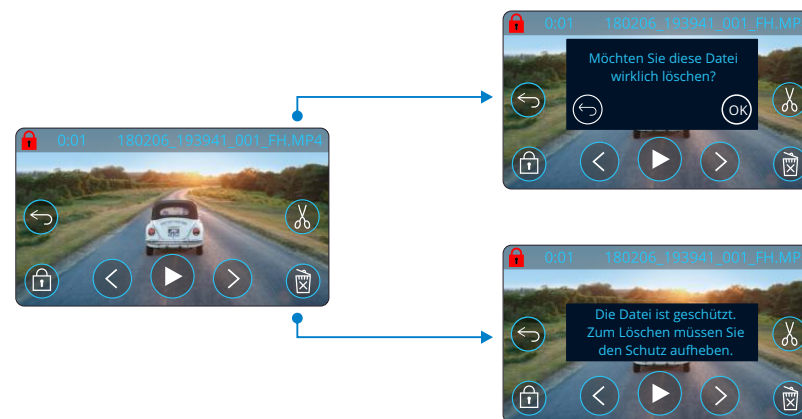 0:01 180206_193941_001_FH.MP4
0:01 180206_193941_001_FH.MP
Möchten Sie diese Datei
wirklich löschen?
OK
0:01 180206_193941_001_FH.MP
Die Datei ist geschützt.
Zum Löschen müssen Sie
den Schutz aufheben.